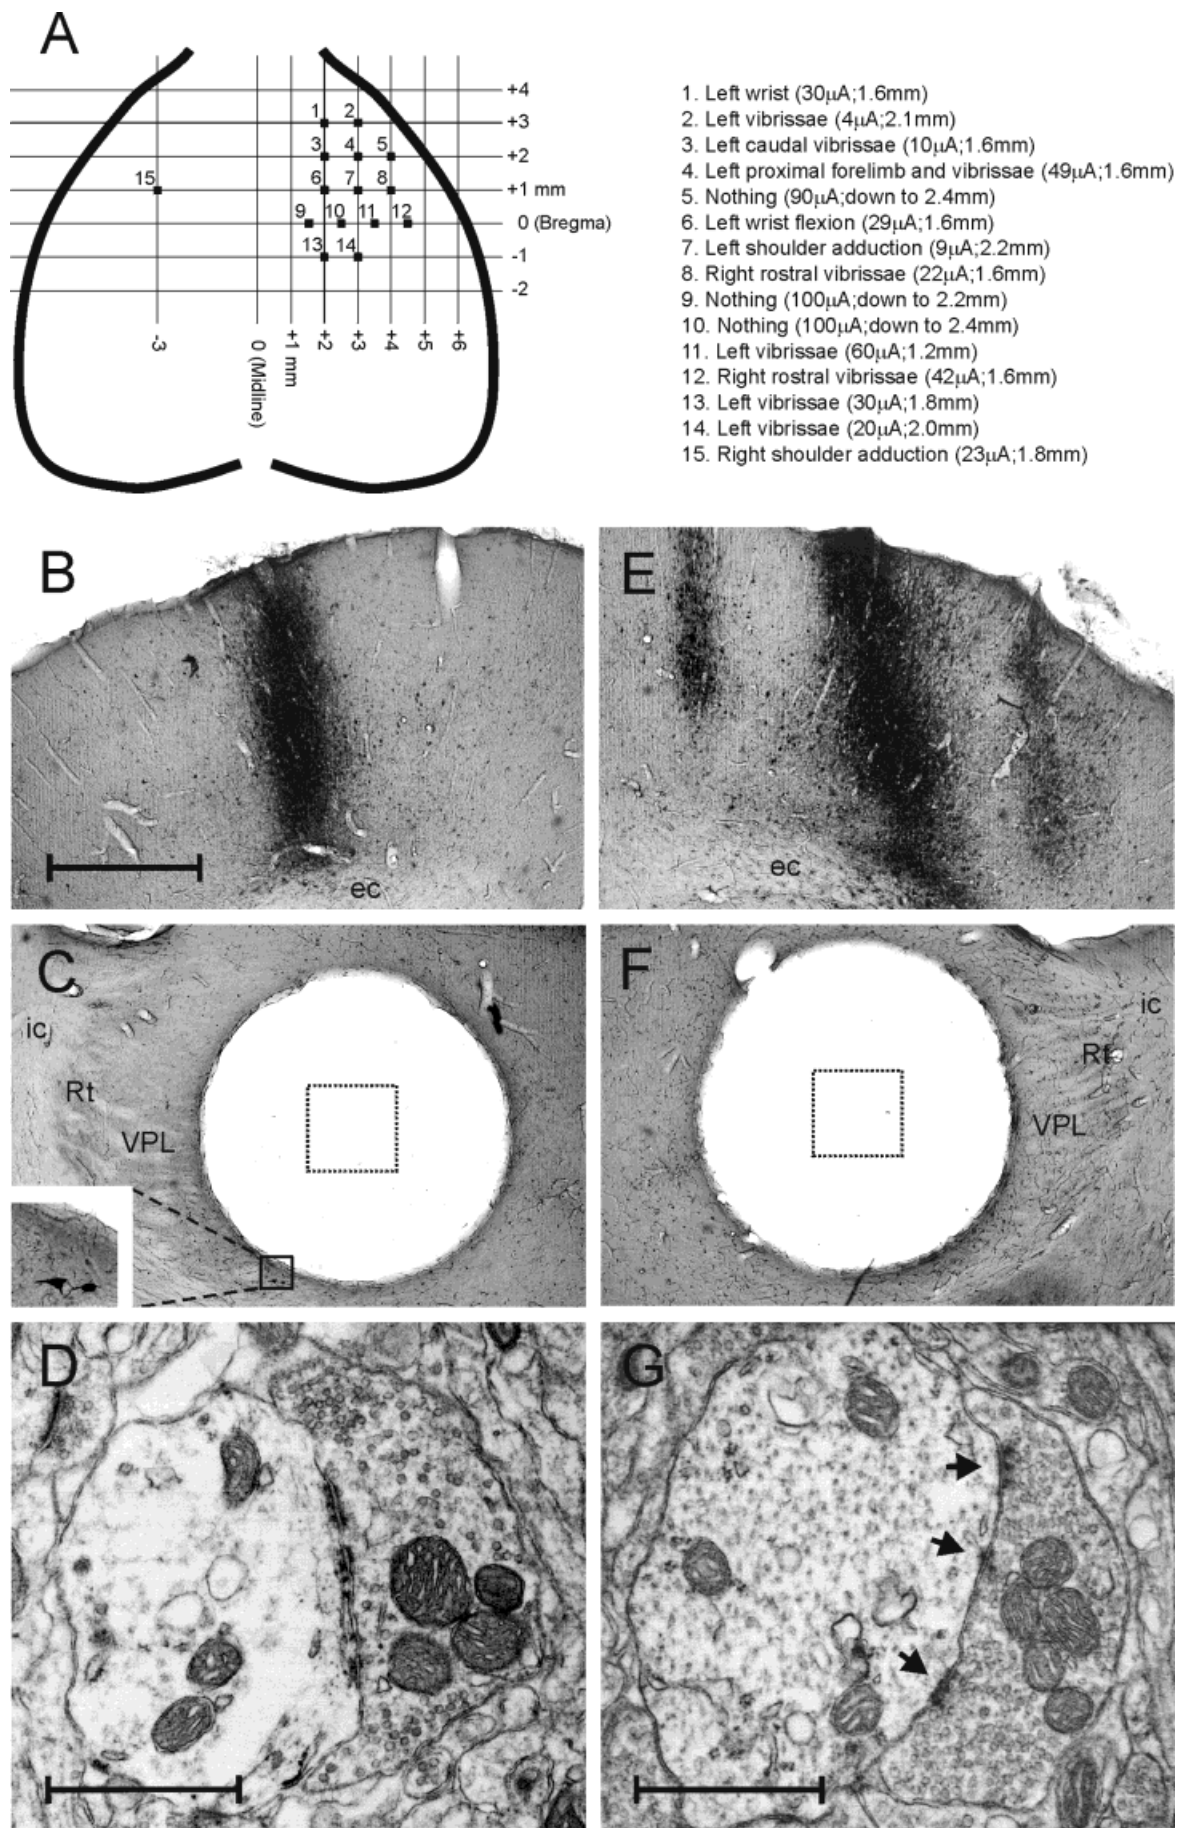 A
+4
+3
+2
+1 mm
0 (Bregma)
-1
-2
1 2
3 4 5
15 6 7 8
9 10 11 12
13 14
-3
0 (Midline)
+1 mm
+2
+3
+4
+5
+6
1. Left wrist (30µA;1.6mm)
2. Left vibrissae (4µA;2.1mm)
3. Left caudal vibrissae (10µA;1.6mm)
4. Left proximal forelimb and vibrissae (49µA;1.6mm)
5. Nothing (90µA;down to 2.4mm)
6. Left wrist flexion (29µA;1.6mm)
7. Left shoulder adduction (9µA;2.2mm)
8. Right rostral vibrissae (22µA;1.6mm)
9. Nothing (100µA;down to 2.2mm)
10. Nothing (100µA;down to 2.4mm)
11. Left vibrissae (60µA;1.2mm)
12. Right rostral vibrissae (42µA;1.6mm)
13. Left vibrissae (30µA;1.8mm)
14. Left vibrissae (20µA;2.0mm)
15. Right shoulder adduction (23µA;1.8mm)
B
ec
E
ec
C
ic
Rt
VPL
F
ic
Rt
VPL
D
G